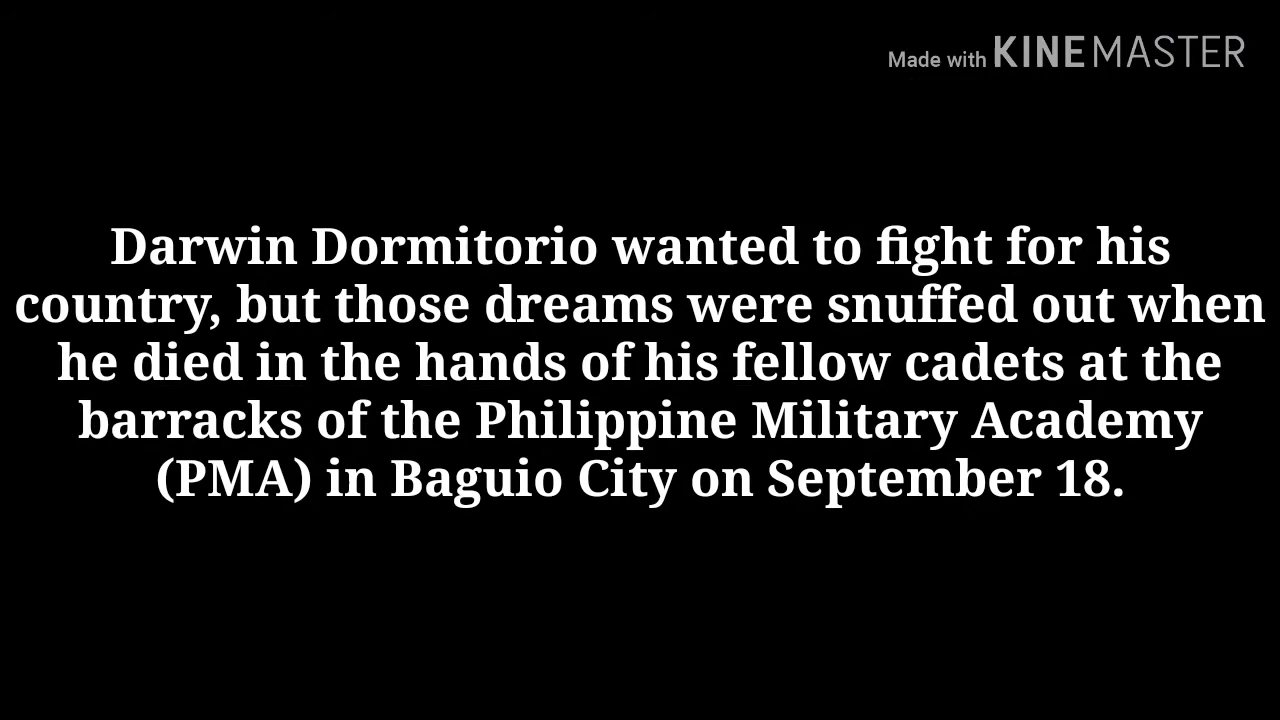 Made with KINEMASTER
Darwin Dormitorio wanted to fight for his
country, but those dreams were snuffed out when
he died in the hands of his fellow cadets at the
barracks of the Philippine Military Academy
(PMA) in Baguio City on September 18.